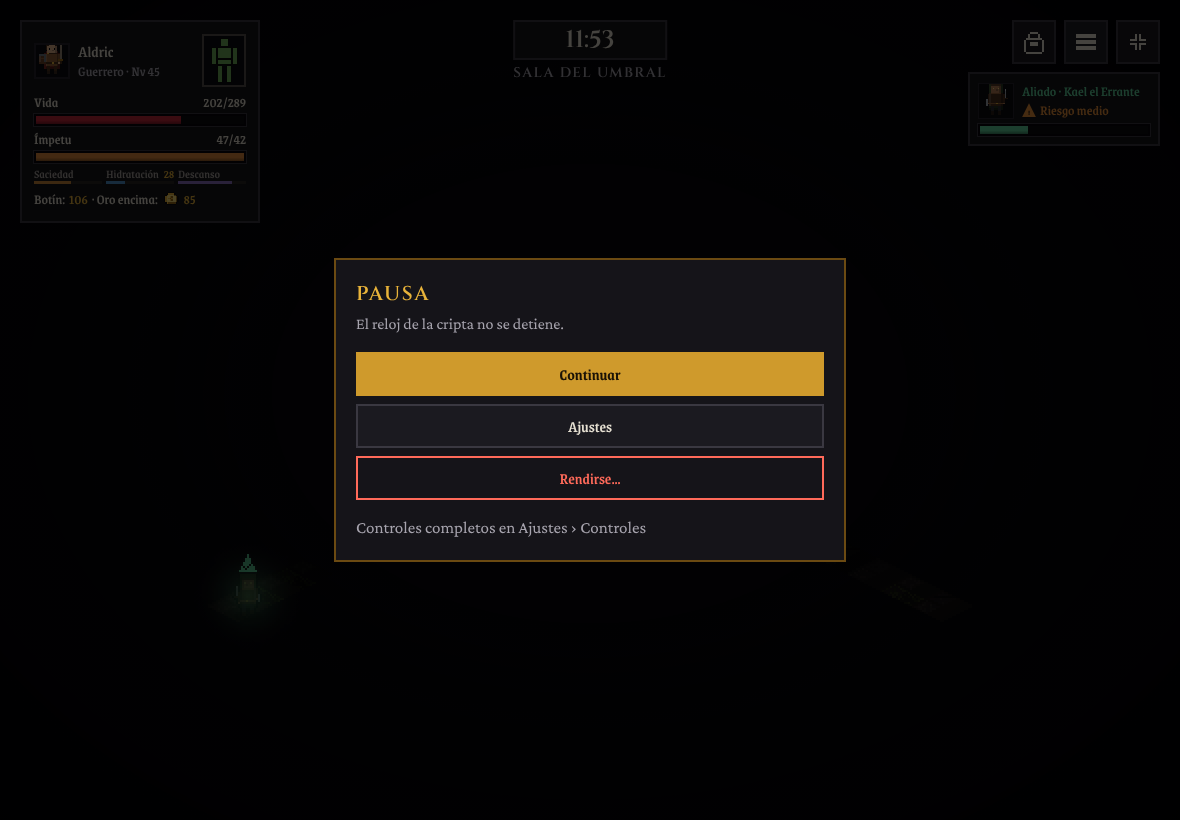 Aldric
Guerrero · Nv 45
Vida 202/289
Ímpetu 47/42
Saciedad Hidratación 28 Descanso
Botín: 106 · Oro encima: 85
11:53
SALA DEL UMBRAL
Aliado · Kael el Errante
Riesgo medio
PAUSA
El reloj de la cripta no se detiene.
Continuar
Ajustes
Rendirse...
Controles completos en Ajustes › Controles